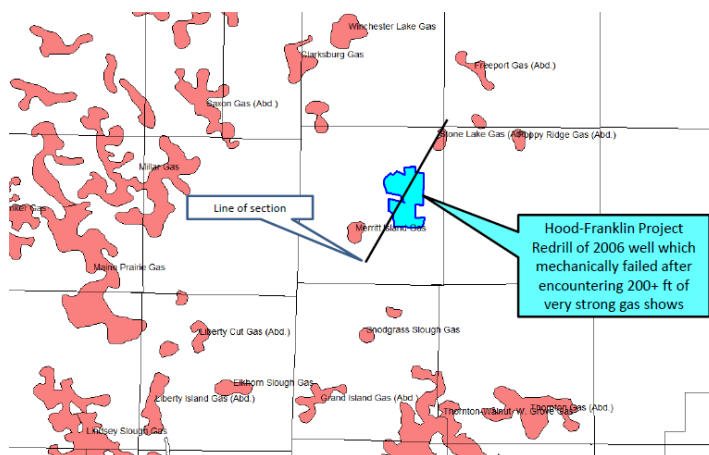 Winchester Lake Gas
Clarksburg Gas
Freeport Gas (Abd.)
Saxon Gas (Abd.)
Stone Lake Gas (Abd.)
Poppy Ridge Gas (Abd.)
Millar Gas
Line of section
Merritt Island Gas
Hood-Franklin Project
Redrill of 2006 well which
mechanically failed after
encountering 200+ ft of
very strong gas shows
Maine Prairie Gas
Liberty Cut Gas (Abd.)
Snodgrass Slough Gas
Elkhorn Slough Gas
Liberty Island Gas (Abd.)
Grand Island Gas (Abd.)
Thornton Gas (Abd.)
Thornton-Walnut- W. Grove Gas
Lindsey Slough Gas